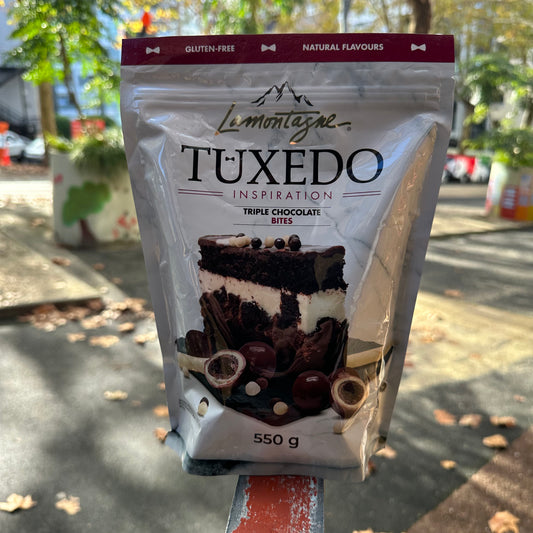 GLUTEN-FREE NATURAL FLAVOURS
Lamontagne®
TUXEDO
INSPIRATION
TRIPLE CHOCOLATE
BITES
550 g